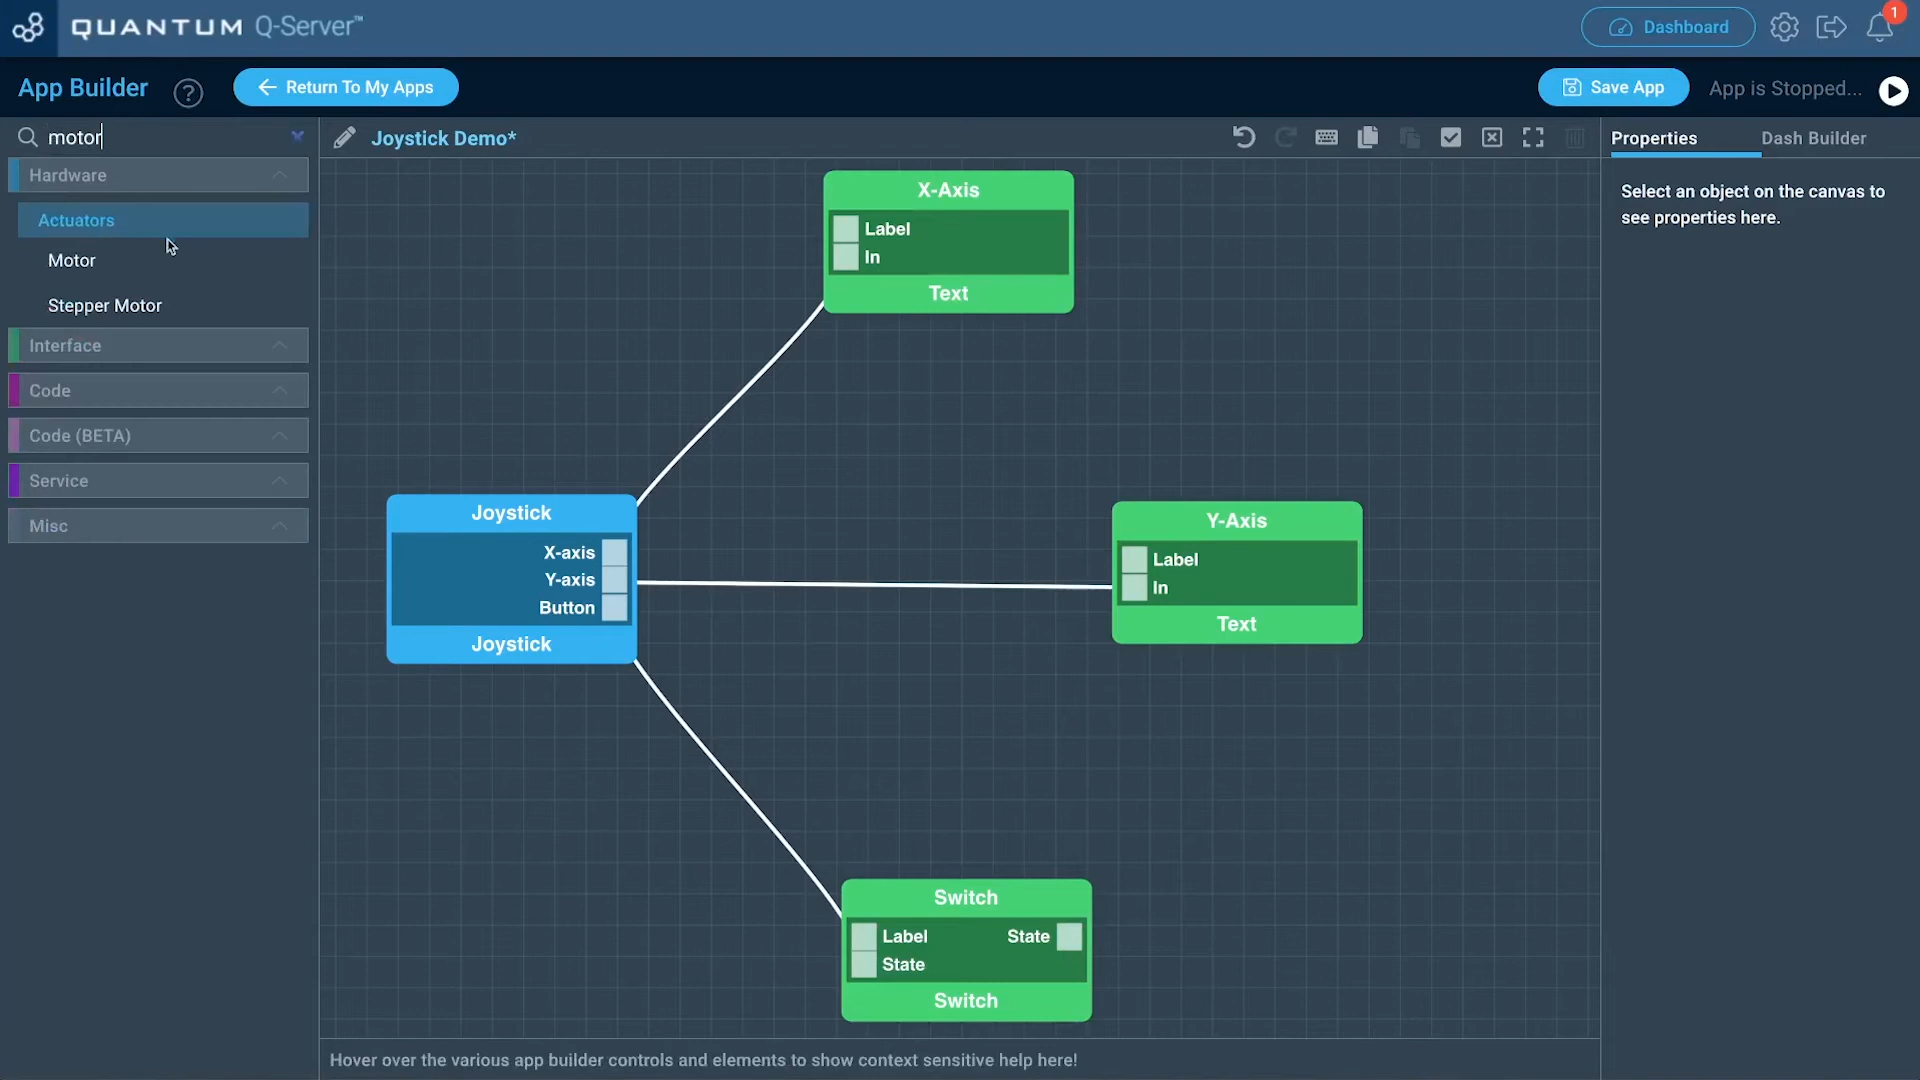 QUANTUM Q-Server™
Dashboard
1
App Builder
?
Return To My Apps
Save App
App is Stopped...
motor
Joystick Demo*
Properties
Dash Builder
Hardware
Actuators
Motor
Stepper Motor
Interface
Code
Code (BETA)
Service
Misc
Select an object on the canvas to
see properties here.
X-Axis
Label
In
Text
Joystick
X-axis
Y-axis
Button
Joystick
Y-Axis
Label
In
Text
Switch
Label State
State
Switch
Hover over the various app builder controls and elements to show context sensitive help here!